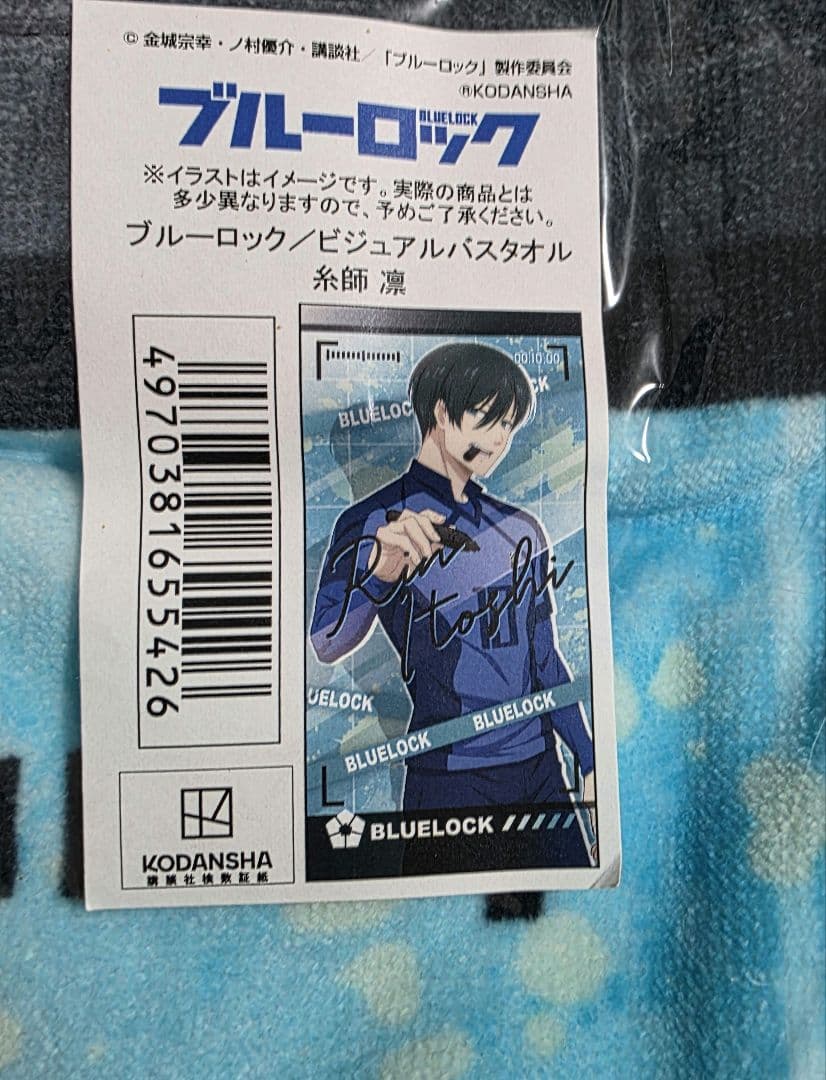 © 金城宗幸・ノ村優介・講談社／「ブルーロック」製作委員会
®KODANSHA
ブルーロック
BLUELOCK
※イラストはイメージです。実際の商品とは
多少異なりますので、予めご了承ください。
ブルーロック／ビジュアルバスタオル
糸師 凛
4970381655426
00:10:00
CK
BLUELOC
Rin
Itoshi
UELOCK
BLUELOCK
BLUELOCK
BLUELOCK
KODANSHA
講談社検数証紙